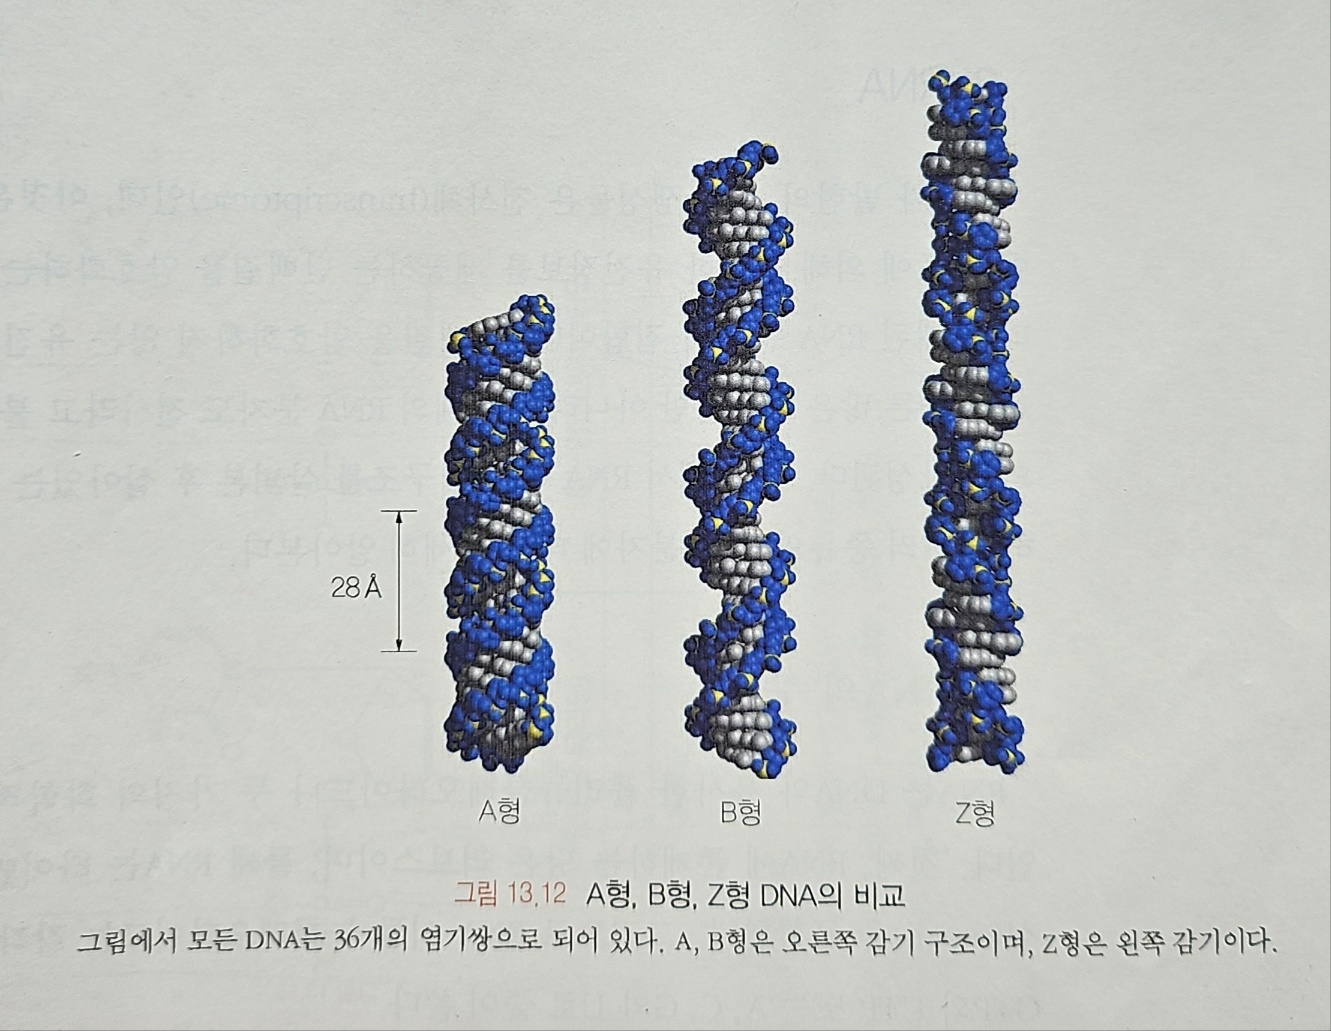 28Å
A형
B형
Z형
그림 13.12 A형, B형, Z형 DNA의 비교
그림에서 모든 DNA는 36개의 염기쌍으로 되어 있다. A, B형은 오른쪽 감기 구조이며, Z형은 왼쪽 감기이다.